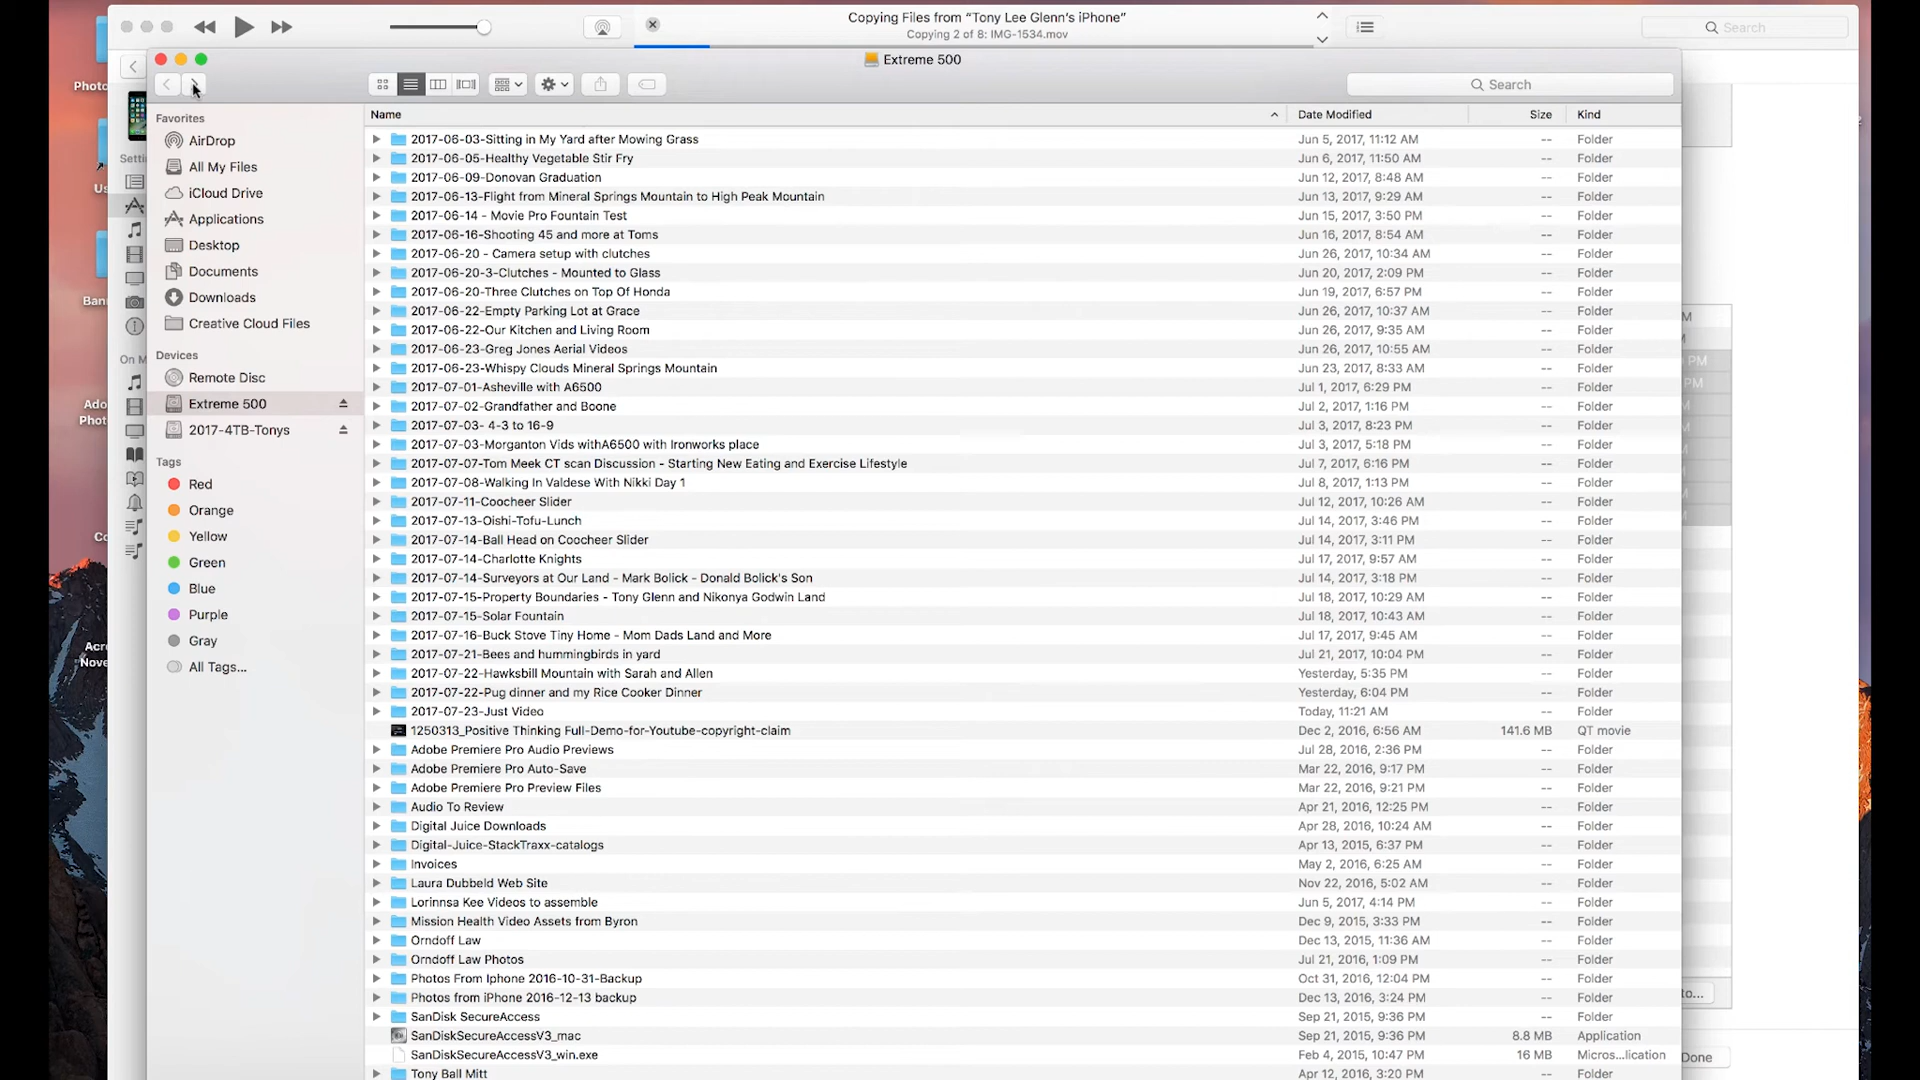 Copying Files from “Tony Lee Glenn’s iPhone”
Copying 2 of 8: IMG-1534.mov
Search
Extreme 500
Search
Favorites
AirDrop
All My Files
iCloud Drive
Applications
Desktop
Documents
Downloads
Creative Cloud Files
Devices
Remote Disc
Extreme 500
2017-4TB-Tonys
Tags
Red
Orange
Yellow
Green
Blue
Purple
Gray
All Tags...
Name Date Modified Size Kind
2017-06-03-Sitting in My Yard after Mowing Grass Jun 5, 2017, 11:12 AM -- Folder
2017-06-05-Healthy Vegetable Stir Fry Jun 6, 2017, 11:50 AM -- Folder
2017-06-09-Donovan Graduation Jun 12, 2017, 8:48 AM -- Folder
2017-06-13-Flight from Mineral Springs Mountain to High Peak Mountain Jun 13, 2017, 9:29 AM -- Folder
2017-06-14 - Movie Pro Fountain Test Jun 15, 2017, 3:50 PM -- Folder
2017-06-16-Shooting 45 and more at Toms Jun 16, 2017, 8:54 AM -- Folder
2017-06-20 - Camera setup with clutches Jun 26, 2017, 10:34 AM -- Folder
2017-06-20-3-Clutches - Mounted to Glass Jun 20, 2017, 2:09 PM -- Folder
2017-06-20-Three Clutches on Top Of Honda Jun 19, 2017, 6:57 PM -- Folder
2017-06-22-Empty Parking Lot at Grace Jun 26, 2017, 10:37 AM -- Folder
2017-06-22-Our Kitchen and Living Room Jun 26, 2017, 9:35 AM -- Folder
2017-06-23-Greg Jones Aerial Videos Jun 26, 2017, 10:55 AM -- Folder
2017-06-23-Whispy Clouds Mineral Springs Mountain Jun 23, 2017, 8:33 AM -- Folder
2017-07-01-Asheville with A6500 Jul 1, 2017, 6:29 PM -- Folder
2017-07-02-Grandfather and Boone Jul 2, 2017, 1:16 PM -- Folder
2017-07-03- 4-3 to 16-9 Jul 3, 2017, 8:23 PM -- Folder
2017-07-03-Morganton Vids withA6500 with Ironworks place Jul 3, 2017, 5:18 PM -- Folder
2017-07-07-Tom Meek CT scan Discussion - Starting New Eating and Exercise Lifestyle Jul 7, 2017, 6:16 PM -- Folder
2017-07-08-Walking In Valdese With Nikki Day 1 Jul 8, 2017, 1:13 PM -- Folder
2017-07-11-Coocheer Slider Jul 12, 2017, 10:26 AM -- Folder
2017-07-13-Oishi-Tofu-Lunch Jul 14, 2017, 3:46 PM -- Folder
2017-07-14-Ball Head on Coocheer Slider Jul 14, 2017, 3:11 PM -- Folder
2017-07-14-Charlotte Knights Jul 17, 2017, 9:57 AM -- Folder
2017-07-14-Surveyors at Our Land - Mark Bolick - Donald Bolick's Son Jul 14, 2017, 3:18 PM -- Folder
2017-07-15-Property Boundaries - Tony Glenn and Nikonya Godwin Land Jul 18, 2017, 10:29 AM -- Folder
2017-07-15-Solar Fountain Jul 18, 2017, 10:43 AM -- Folder
2017-07-16-Buck Stove Tiny Home - Mom Dads Land and More Jul 17, 2017, 9:45 AM -- Folder
2017-07-21-Bees and hummingbirds in yard Jul 21, 2017, 10:04 PM -- Folder
2017-07-22-Hawksbill Mountain with Sarah and Allen Yesterday, 5:35 PM -- Folder
2017-07-22-Pug dinner and my Rice Cooker Dinner Yesterday, 6:04 PM -- Folder
2017-07-23-Just Video Today, 11:21 AM -- Folder
1250313_Positive Thinking Full-Demo-for-Youtube-copyright-claim Dec 2, 2016, 6:56 AM 141.6 MB QT movie
Adobe Premiere Pro Audio Previews Jul 28, 2016, 2:36 PM -- Folder
Adobe Premiere Pro Auto-Save Mar 22, 2016, 9:17 PM -- Folder
Adobe Premiere Pro Preview Files Mar 22, 2016, 9:21 PM -- Folder
Audio To Review Apr 21, 2016, 12:25 PM -- Folder
Digital Juice Downloads Apr 28, 2016, 10:24 AM -- Folder
Digital-Juice-StackTraxx-catalogs Apr 13, 2015, 6:37 PM -- Folder
Invoices May 2, 2016, 6:25 AM -- Folder
Laura Dubbeld Web Site Nov 22, 2016, 5:02 AM -- Folder
Lorinnsa Kee Videos to assemble Jun 5, 2017, 4:14 PM -- Folder
Mission Health Video Assets from Byron Dec 9, 2015, 3:33 PM -- Folder
Orndoff Law Dec 13, 2015, 11:36 AM -- Folder
Orndoff Law Photos Jul 21, 2016, 1:09 PM -- Folder
Photos From Iphone 2016-10-31-Backup Oct 31, 2016, 12:04 PM -- Folder
Photos from iPhone 2016-12-13 backup Dec 13, 2016, 3:24 PM -- Folder
SanDisk SecureAccess Sep 21, 2015, 9:36 PM -- Folder
SanDiskSecureAccessV3_mac Sep 21, 2015, 9:36 PM 8.8 MB Application
SanDiskSecureAccessV3_win.exe Feb 4, 2015, 10:47 PM 16 MB Micros...lication
Tony Ball Mitt Apr 12, 2016, 3:20 PM -- Folder
Photo
Us
Bann
Ado
Phot
Co
Acro
Nove
Setti
On M
M
PM
to...
Done